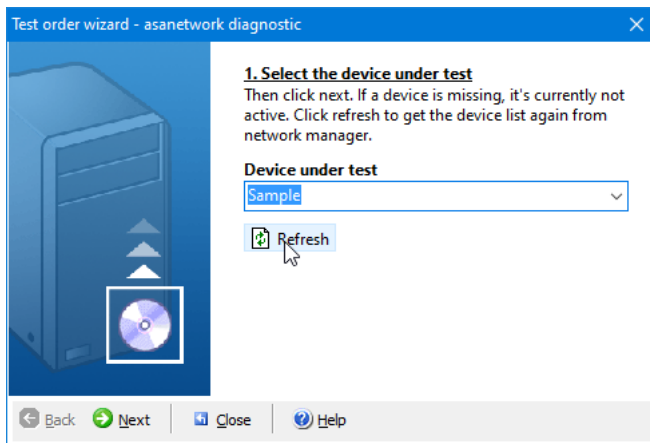 Test order wizard - asanetwork diagnostic
1. Select the device under test
Then click next. If a device is missing, it's currently not
active. Click refresh to get the device list again from
network manager.
Device under test
Sample
Refresh
Back Next Close Help